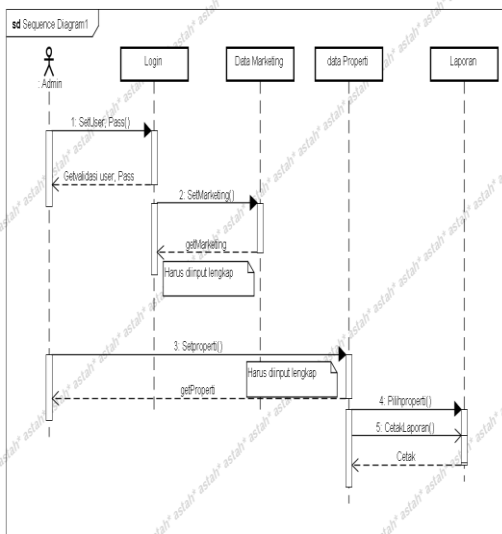 sd Sequence Diagram1
: Admin
Login
Data Marketing
data Properti
Laporan
1: SetUser, Pass()
Getvalidasi user, Pass
2: SetMarketing()
getMarketing
Harus diinput lengkap
3: Setproperti()
Harus diinput lengkap
getProperti
4: Pilihproperti()
5: CetakLaporan()
Cetak